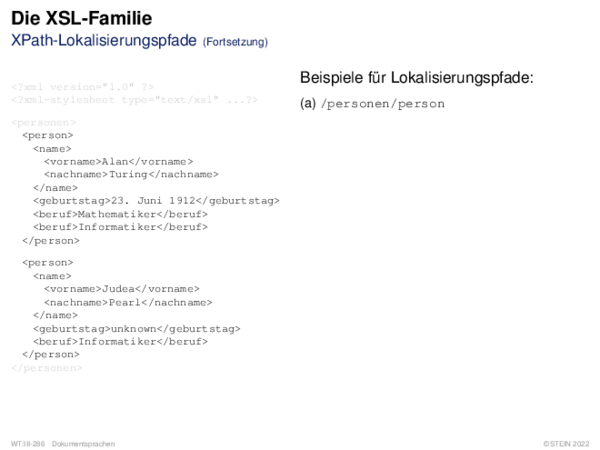 Die XSL-Familie
XPath-Lokalisierungspfade (Fortsetzung)
<?xml version="1.0" ?>
<?xml-stylesheet type="text/xsl" ...?>
<personen>
<person>
<name>
<vorname>Alan</vorname>
<nachname>Turing</nachname>
</name>
<geburtstag>23. Juni 1912</geburtstag>
<beruf>Mathematiker</beruf>
<beruf>Informatiker</beruf>
</person>
<person>
<name>
<vorname>Judea</vorname>
<nachname>Pearl</nachname>
</name>
<geburtstag>unknown</geburtstag>
<beruf>Informatiker</beruf>
</person>
</personen>
Beispiele für Lokalisierungspfade:
(a) /personen/person
WT:III-286 Dokumentsprachen
©STEIN 2022